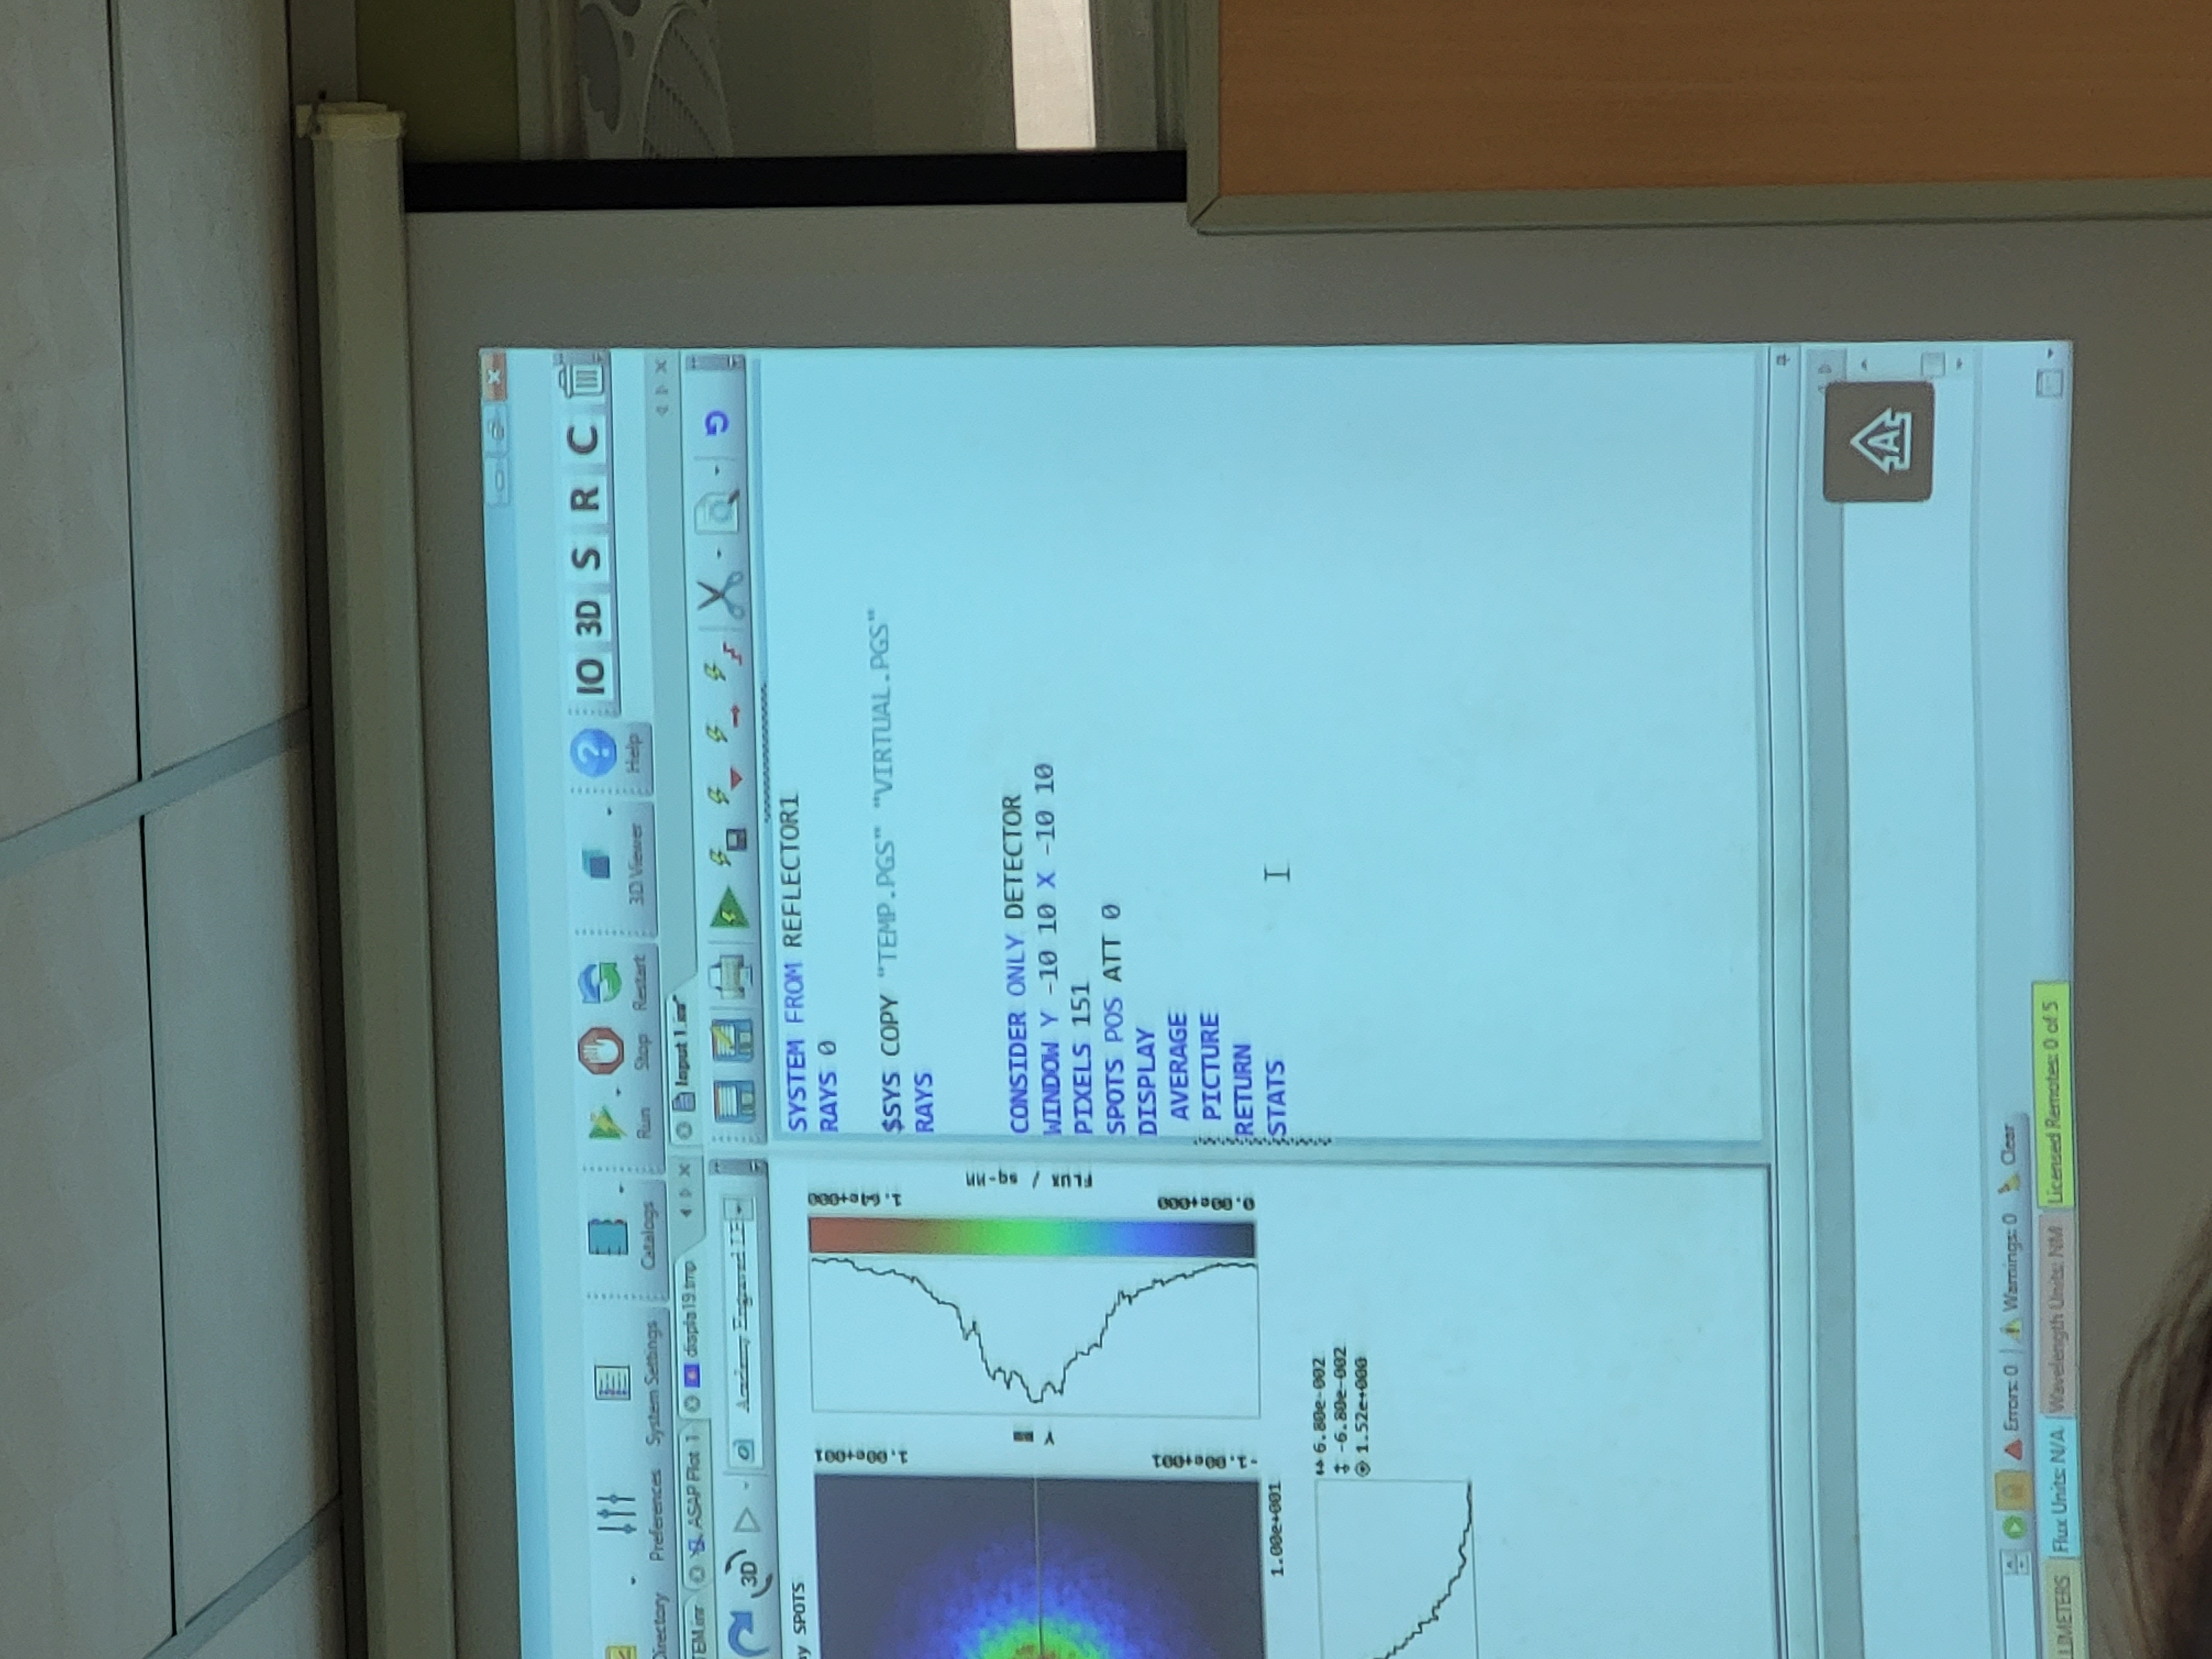 IO 3D S R C
Directory Preferences System Settings Catalogs Run Stop Restart 3D Viewer Help
TEM.inr ASAP Plot 1 displa19.tmp
Input 1.inr*
3D Academy Engraved LE
y SPOTS
1.00e+001
Y mm
-1.00e+001
1.00e+001
1.64e+000
FLUX / sq-MM
0.00e+000
6.80e-002
-6.80e-002
1.52e+000
SYSTEM FROM REFLECTOR1
RAYS 0
$SYS COPY "TEMP.PGS" "VIRTUAL.PGS"
RAYS
CONSIDER ONLY DETECTOR
WINDOW Y -10 10 X -10 10
PIXELS 151
SPOTS POS ATT 0
DISPLAY
AVERAGE
PICTURE
RETURN
STATS
A
Errors: 0 Warnings: 0 Clear
LLIMETERS Flux Units: N/A Wavelength Units: NM Licensed Remotes: 0 of 5